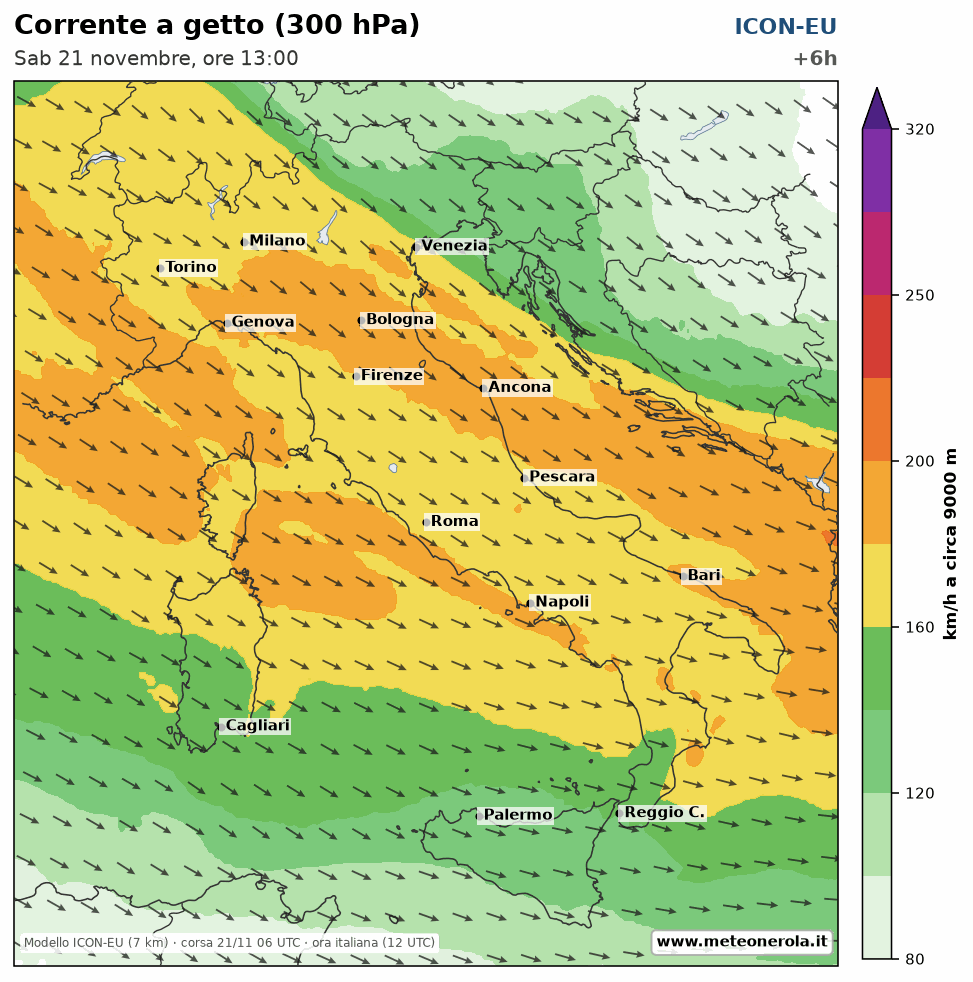 Corrente a getto (300 hPa)
ICON-EU
Sab 21 novembre, ore 13:00
+6h
320
Milano
Venezia
Torino
250
Genova
Bologna
Firenze
Ancona
200
Pescara
Roma
Bari
Napoli
160
km/h a circa 9000 m
Cagliari
120
Palermo
Reggio C.
Modello ICON-EU (7 km) · corsa 21/11 06 UTC · ora italiana (12 UTC)
www.meteonerola.it
80